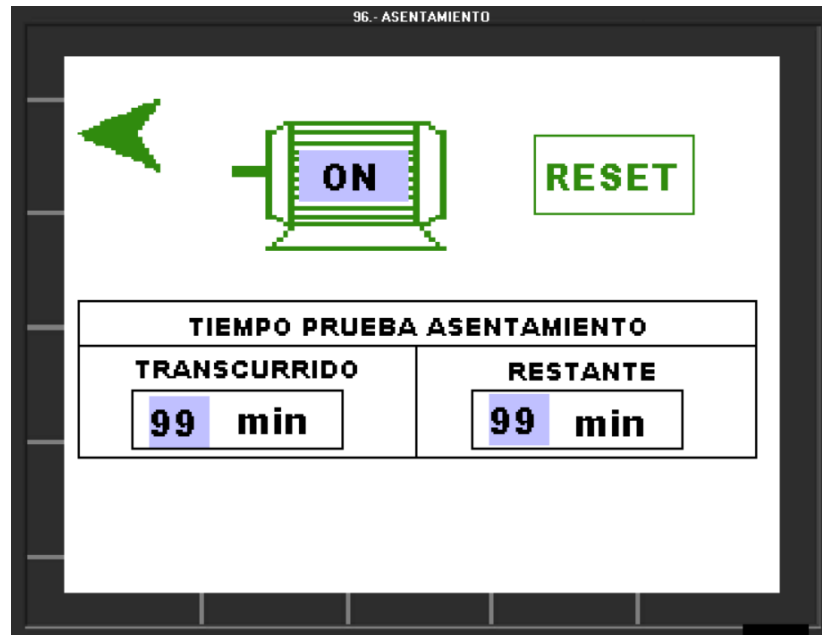 96.- ASENTAMIENTO
ON
RESET
TIEMPO PRUEBA ASENTAMIENTO
TRANSCURRIDO
RESTANTE
99 min
99 min